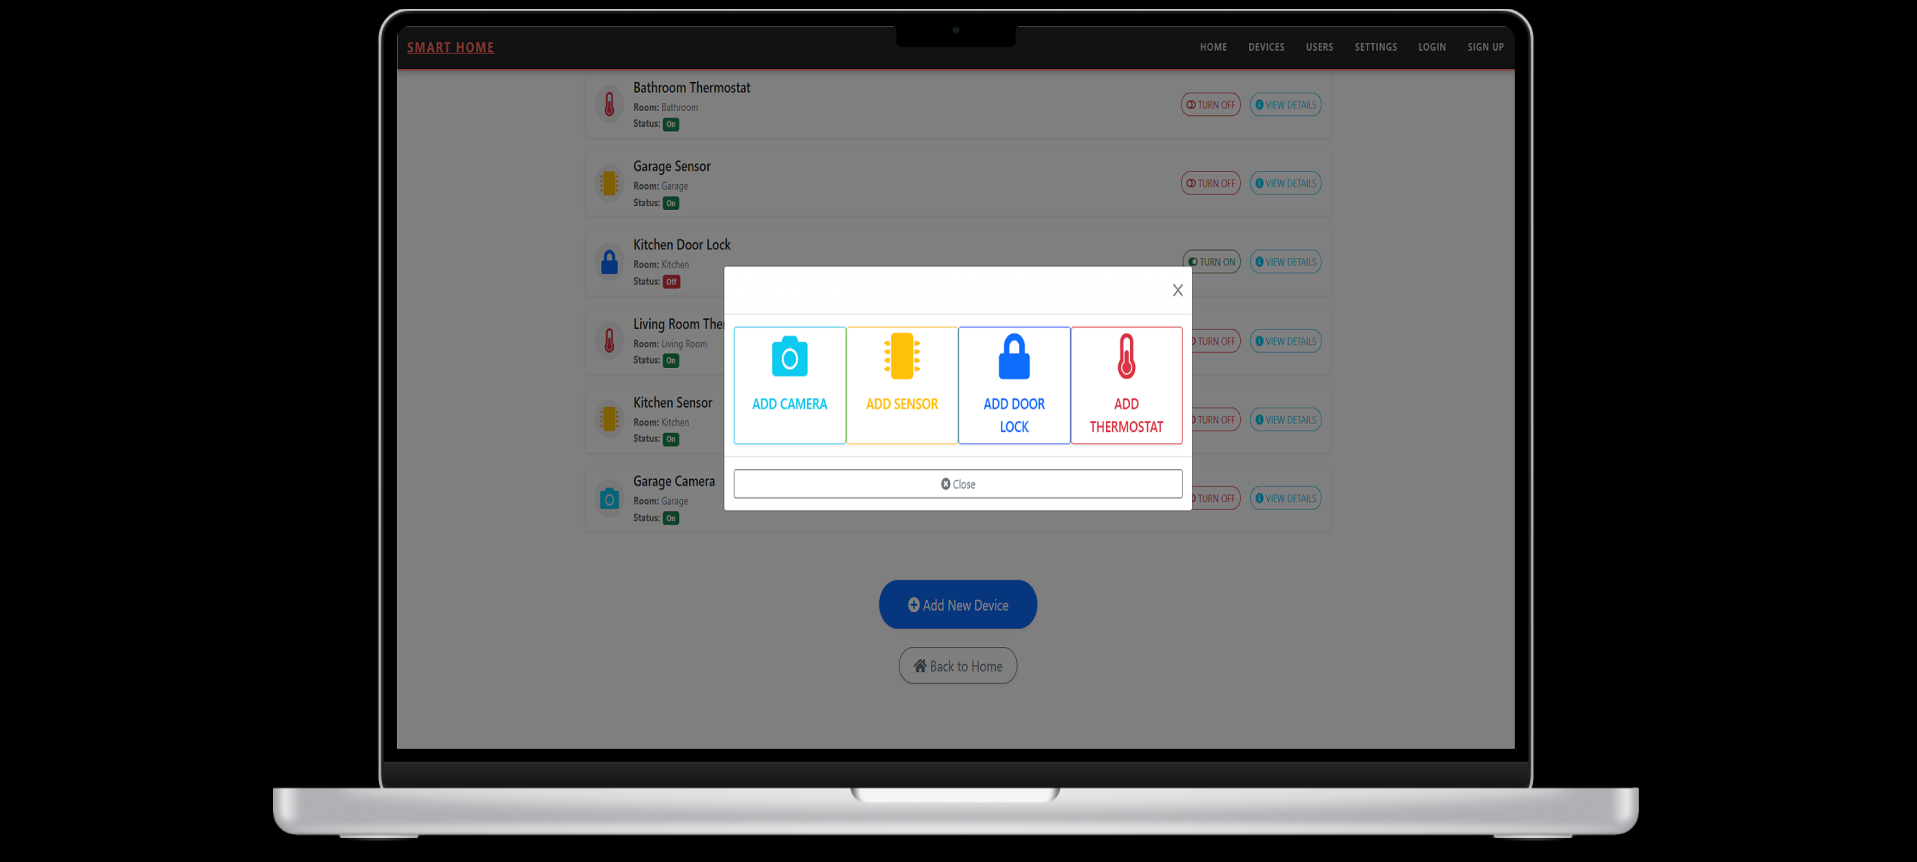 SMART HOME
HOME DEVICES USERS SETTINGS LOGIN SIGN UP
Bathroom Thermostat
Room: Bathroom
Status: On
TURN OFF VIEW DETAILS
Garage Sensor
Room: Garage
Status: On
TURN OFF VIEW DETAILS
Kitchen Door Lock
Room: Kitchen
Status: Off
TURN ON VIEW DETAILS
Living Room
Room: Living Room
Status: On
TURN OFF VIEW DETAILS
Kitchen Sensor
Room: Kitchen
Status: On
TURN OFF VIEW DETAILS
Garage Camera
Room: Garage
Status: On
TURN OFF VIEW DETAILS
X
ADD CAMERA
ADD SENSOR
ADD DOOR
LOCK
ADD
THERMOSTAT
Close
Add New Device
Back to Home